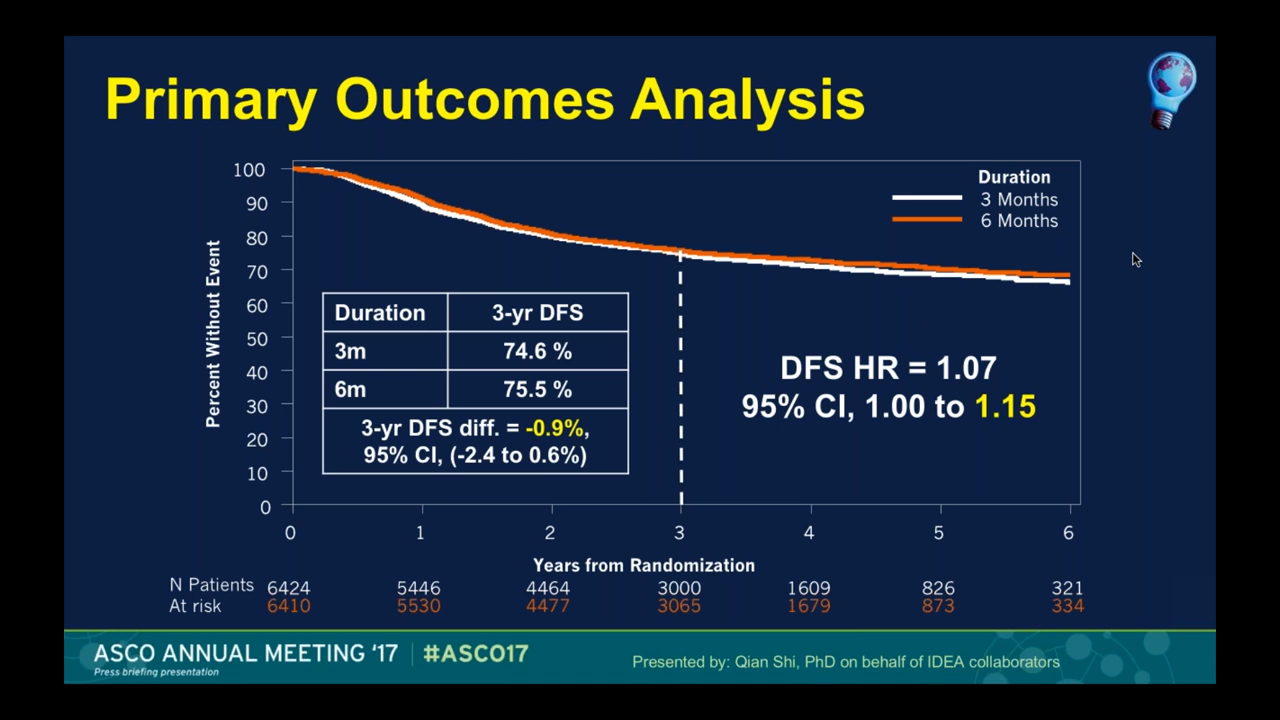 Primary Outcomes Analysis
100
90
80
70
60
50
40
30
20
10
0
Percent Without Event
Duration
3 Months
6 Months
Duration 3-yr DFS
3m 74.6 %
6m 75.5 %
3-yr DFS diff. = -0.9%,
95% CI, (-2.4 to 0.6%)
DFS HR = 1.07
95% CI, 1.00 to 1.15
0 1 2 3 4 5 6
Years from Randomization
N Patients 6424 5446 4464 3000 1609 826 321
At risk 6410 5530 4477 3065 1679 873 334
ASCO ANNUAL MEETING ‘17 #ASCO17
Press briefing presentation
Presented by: Qian Shi, PhD on behalf of IDEA collaborators